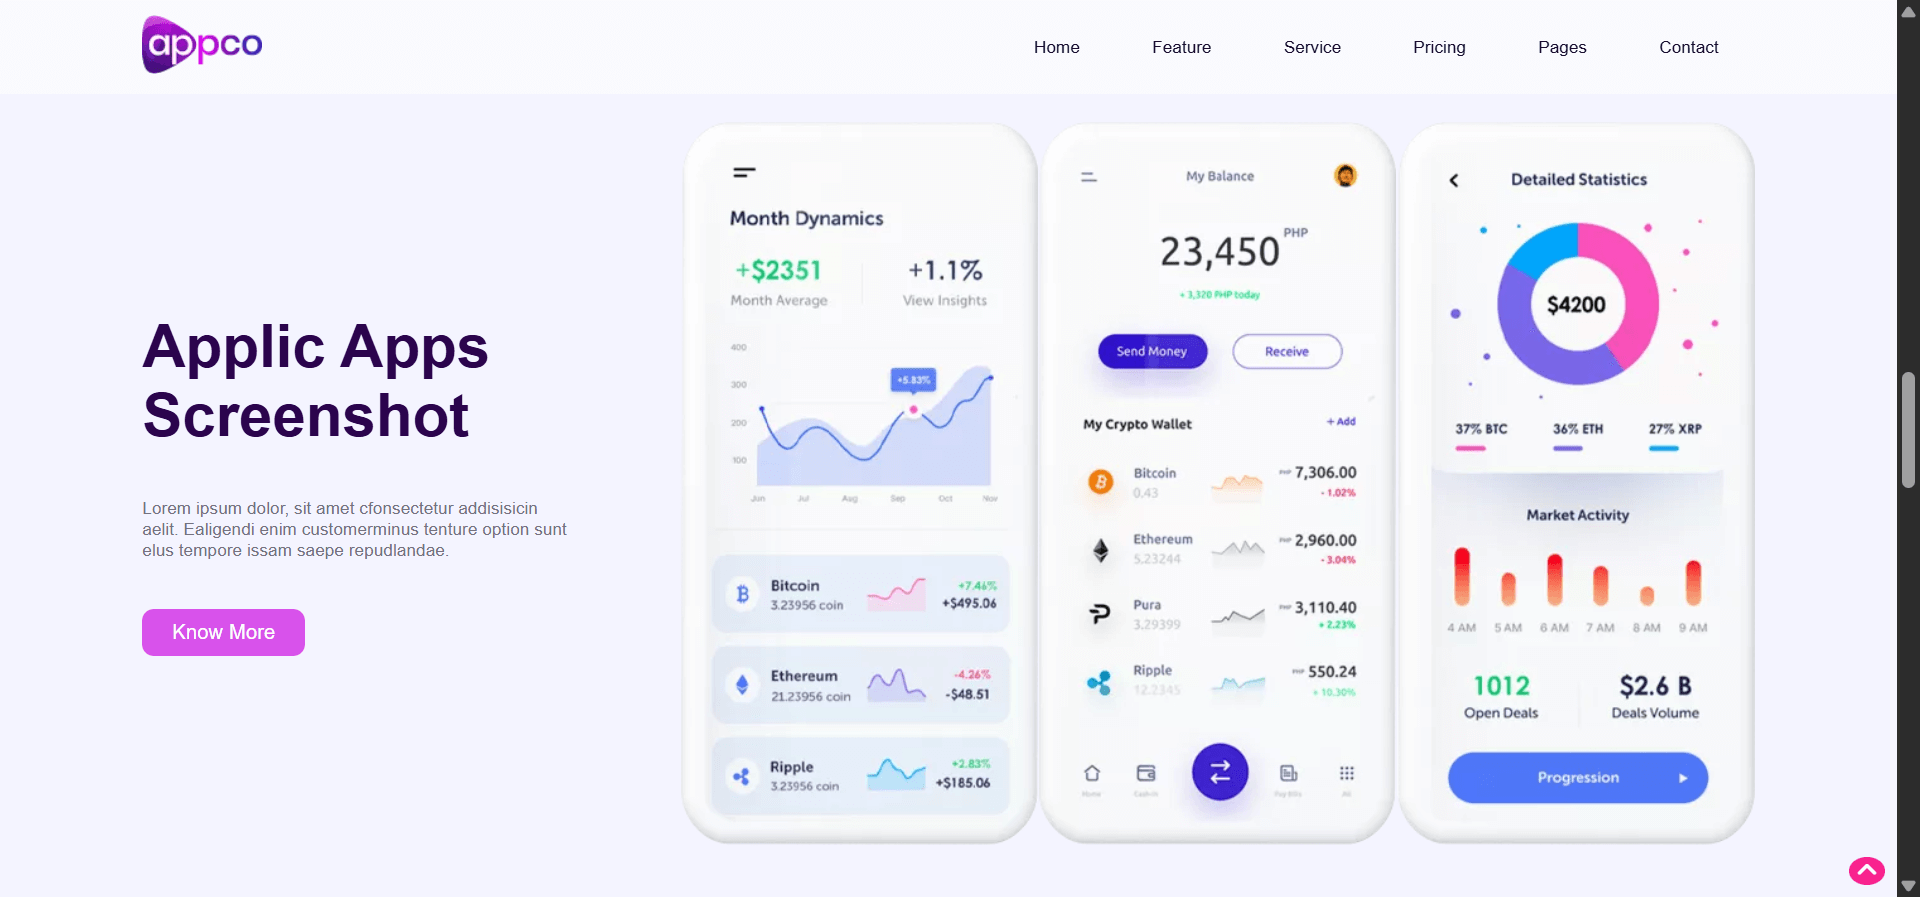 appco
Home
Feature
Service
Pricing
Pages
Contact
Applic Apps
Screenshot
Lorem ipsum dolor, sit amet cfonsectetur addisisicin
aelit. Ealigendi enim customerminus tenture option sunt
elus tempore issam saepe repudlandae.
Know More
Month Dynamics
+$2351
+1.1%
Month Average
View Insights
400
+5.83%
300
200
100
Jun
Jul
Aug
Sep
Oct
Nov
Bitcoin
+7.46%
3.23956 coin
+$495.06
Ethereum
-4.26%
21.23956 coin
-$48.51
Ripple
+2.83%
3.23956 coin
+$185.06
My Balance
23,450 PHP
+ 3,320 PHP today
Send Money
Receive
My Crypto Wallet
+ Add
Bitcoin
PHP 7,306.00
0.43
- 1.02%
Ethereum
PHP 2,960.00
5.23244
- 3.04%
Pura
PHP 3,110.40
3.29399
+ 2.23%
Ripple
PHP 550.24
12.2345
+ 10.30%
Home
Pay Bills
All
Detailed Statistics
$4200
37% BTC
36% ETH
27% XRP
Market Activity
4 AM
5 AM
6 AM
7 AM
8 AM
9 AM
1012
$2.6 B
Open Deals
Deals Volume
Progression